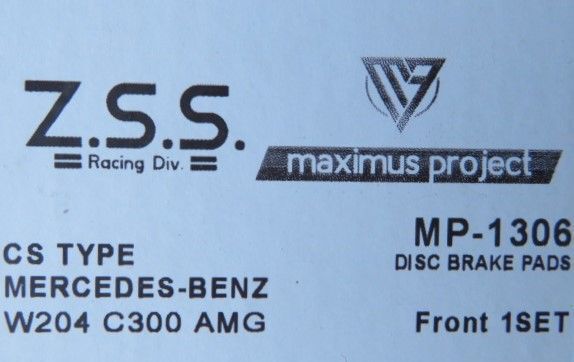 Z.S.S.
Racing Div.
maximus project
MP-1306
DISC BRAKE PADS
CS TYPE
MERCEDES-BENZ
W204 C300 AMG
Front 1SET